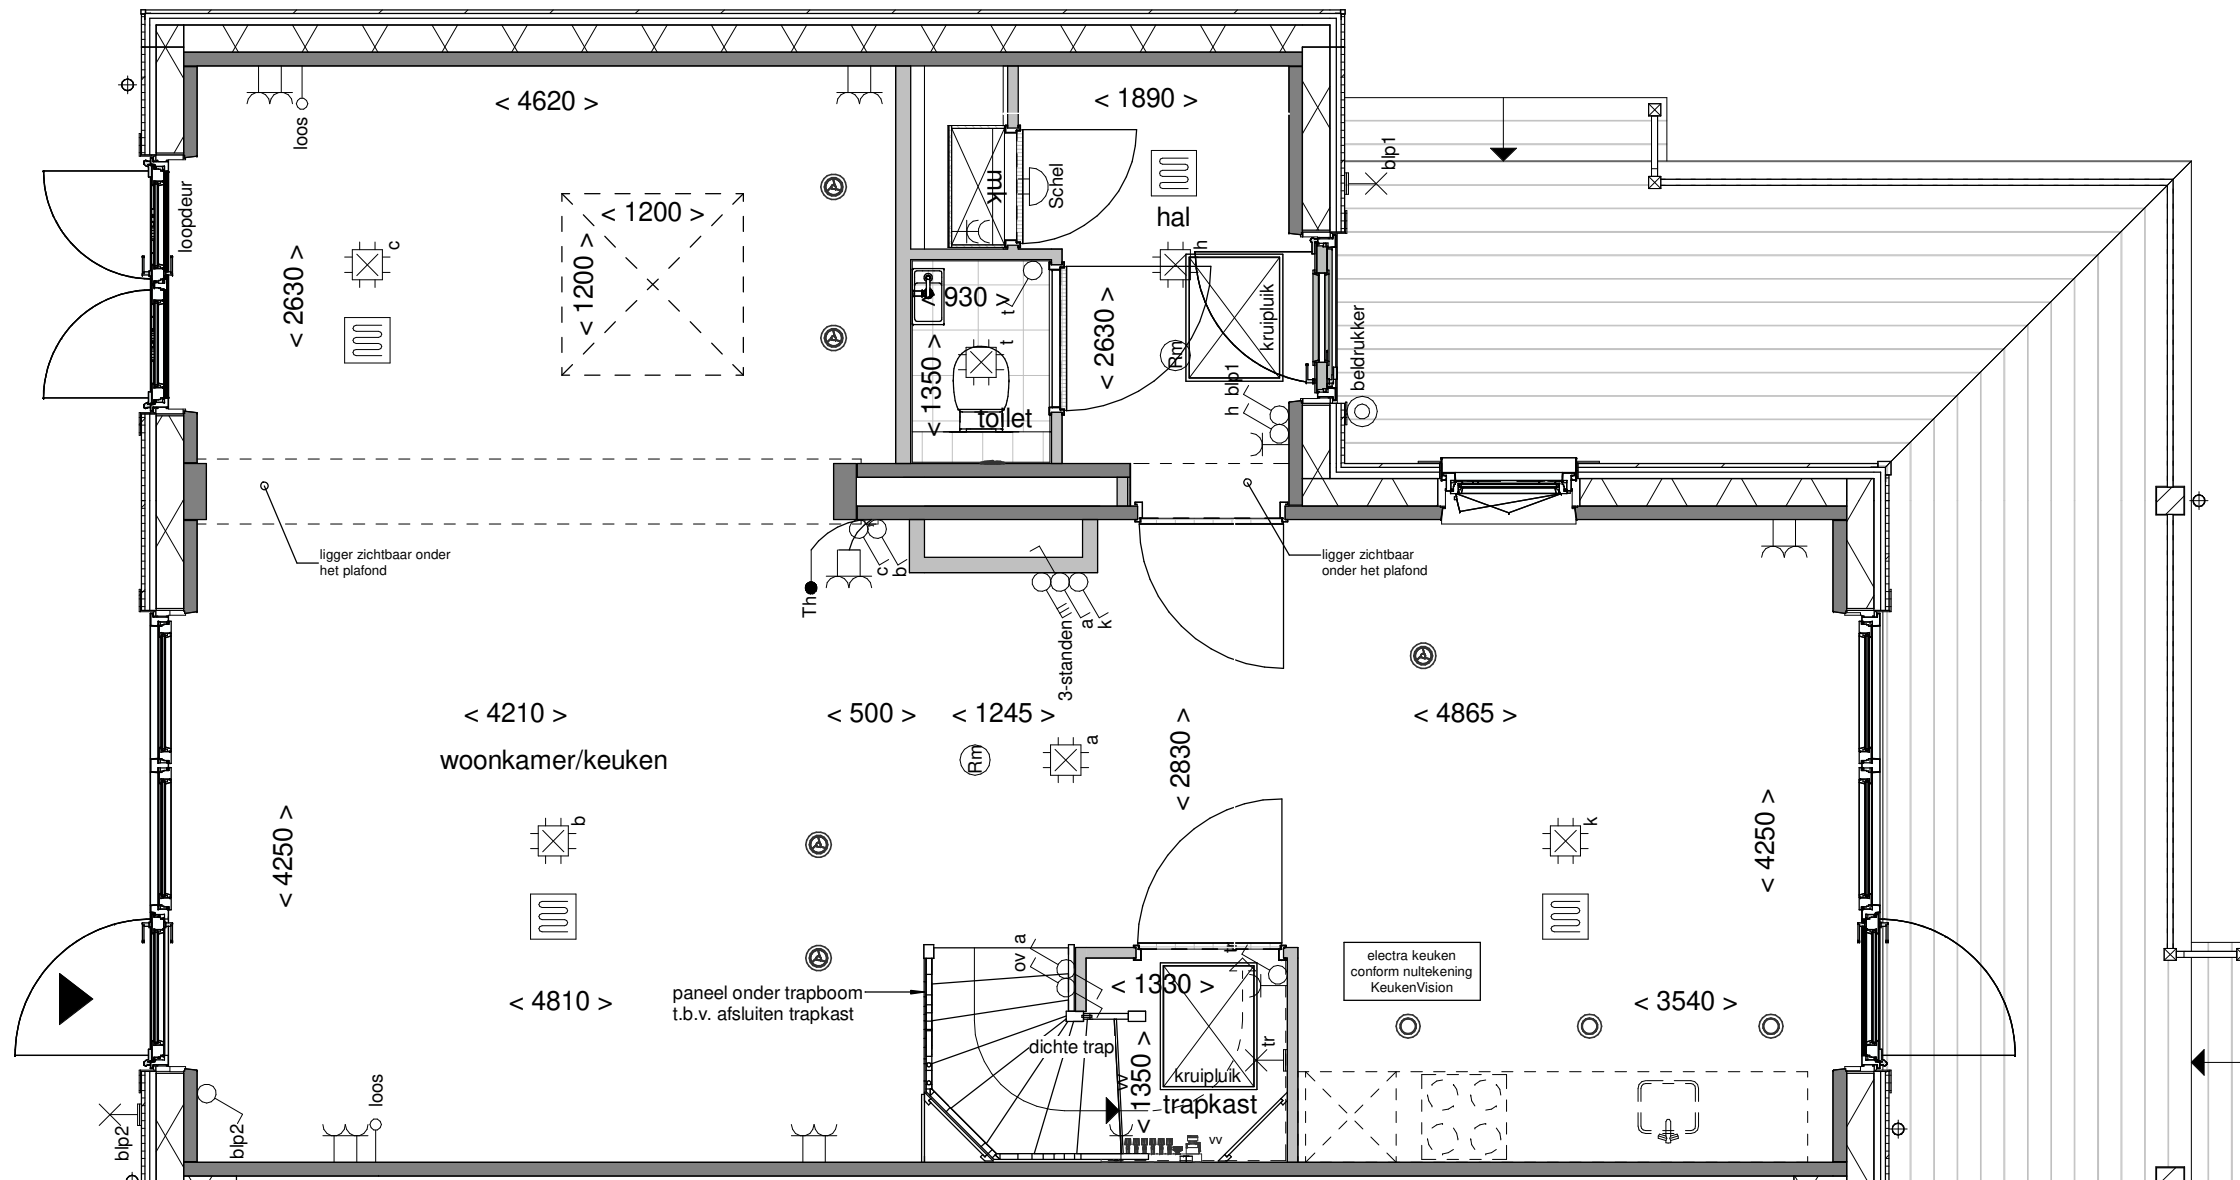 < 4620 >
< 1890 >
loos
blp1
loopdeur
mk
Schel
hal
< 1200 >
< 1200 >
c
h
< 2630 >
< 930 >
t v
t
< 2630 >
Rm
kruipluik
beldrukker
< 1350 >
toilet
h blp1
ligger zichtbaar onder
het plafond
ligger zichtbaar
onder het plafond
Th
c
b
3-standen
a
k
< 4210 >
< 500 >
< 1245 >
< 4865 >
woonkamer/keuken
Rm
a
< 2830 >
b
k
< 4250 >
< 4250 >
ov a
tr
electra keuken
conform nultekening
KeukenVision
paneel onder trapboom
t.b.v. afsluiten trapkast
< 4810 >
< 1330 >
< 3540 >
dichte trap
tr
vv
< 1350 >
kruipluik
trapkast
vv
loos
blp2
blp2